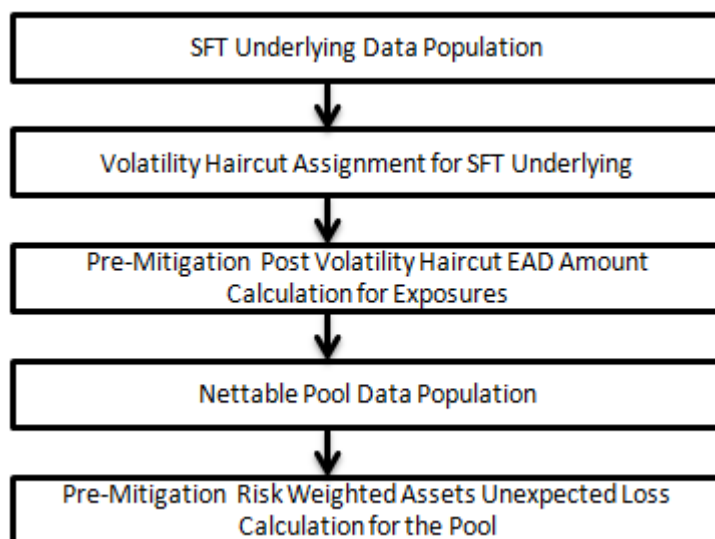 SFT Underlying Data Population
Volatility Haircut Assignment for SFT Underlying
Pre-Mitigation Post Volatility Haircut EAD Amount
Calculation for Exposures
Nettable Pool Data Population
Pre-Mitigation Risk Weighted Assets Unexpected Loss
Calculation for the Pool